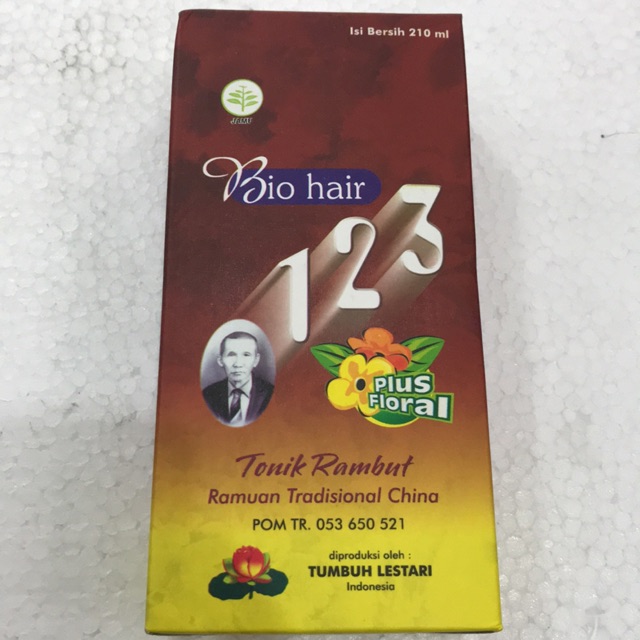 Isi Bersih 210 ml
JAMU
Bio hair
123
Plus
Floral
Tonik Rambut
Ramuan Tradisional China
POM TR. 053 650 521
diproduksi oleh :
TUMBUH LESTARI
Indonesia